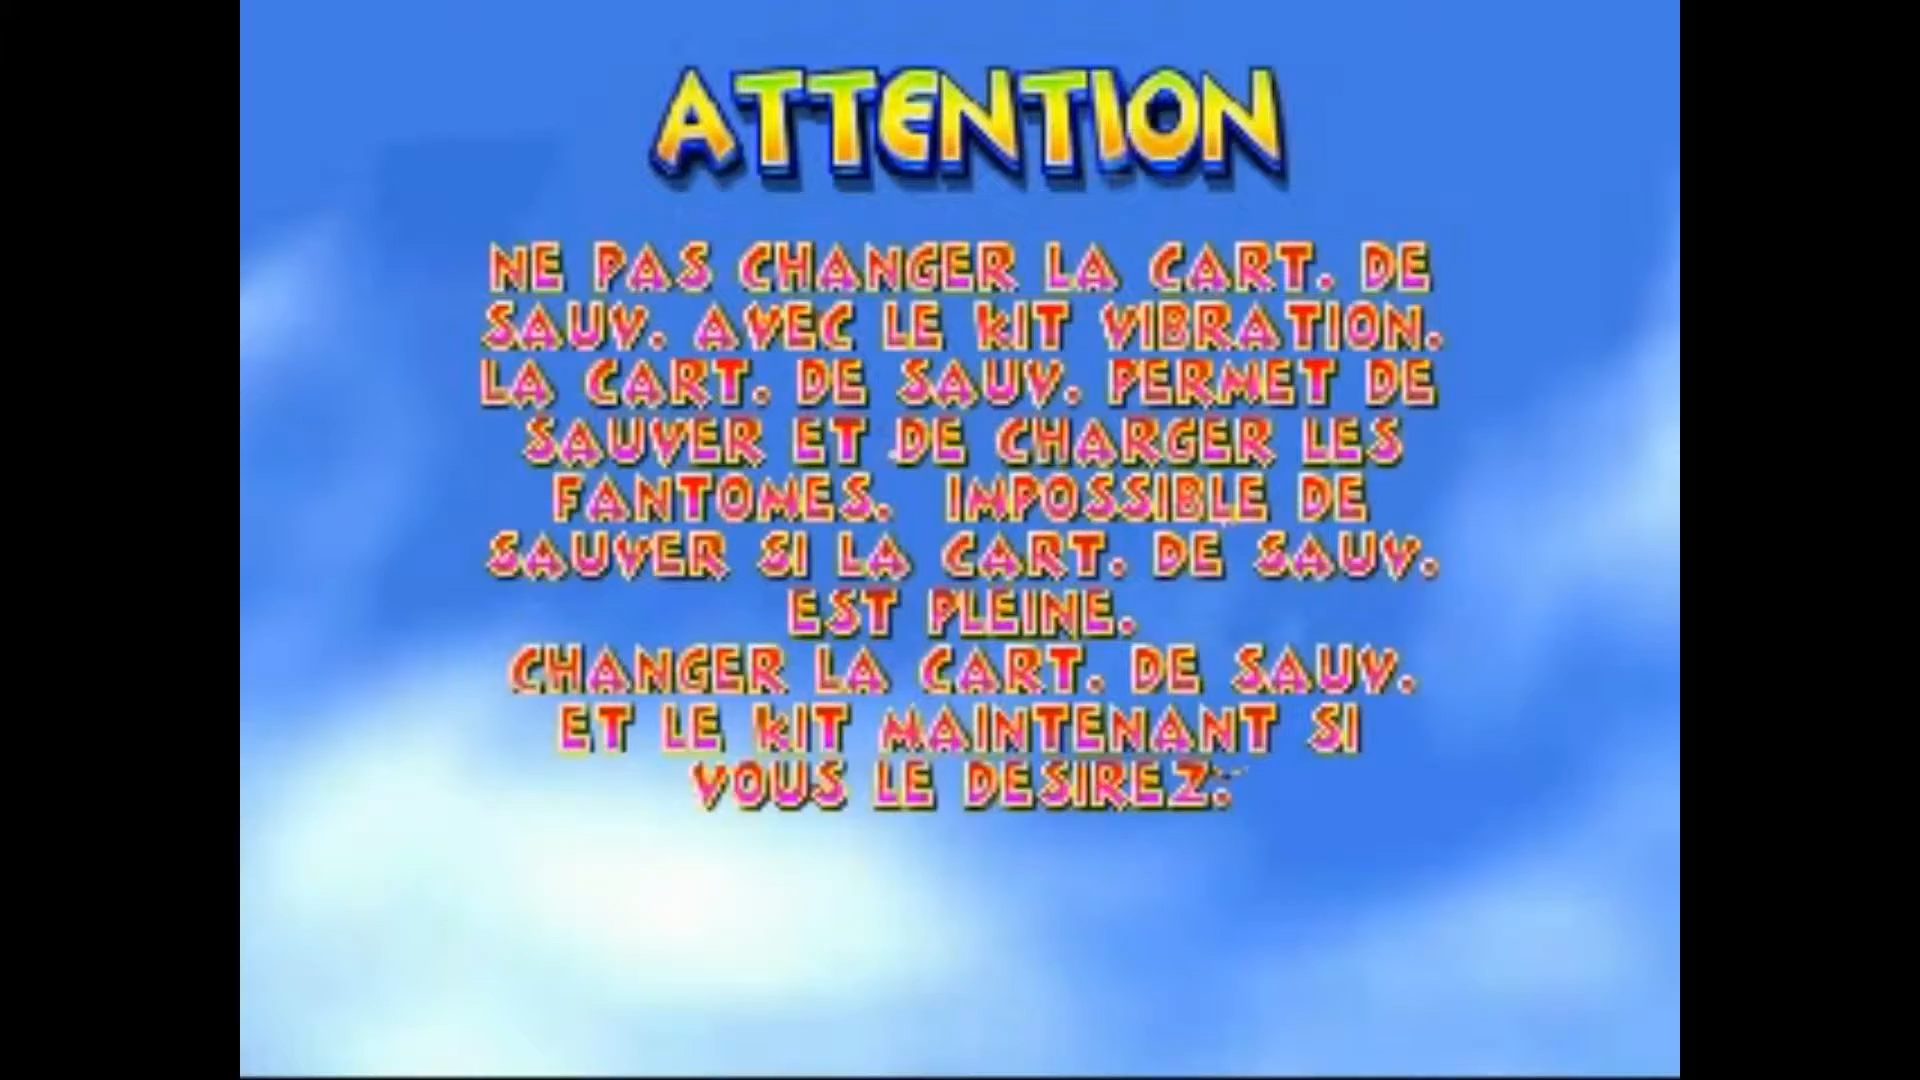 ATTENTION
NE PAS CHANGER LA CART. DE
SAUV. AVEC LE KIT VIBRATION.
LA CART. DE SAUV. PERMET DE
SAUVER ET DE CHARGER LES
FANTOMES. IMPOSSIBLE DE
SAUVER SI LA CART. DE SAUV.
EST PLEINE.
CHANGER LA CART. DE SAUV.
ET LE KIT MAINTENANT SI
VOUS LE DESIREZ.